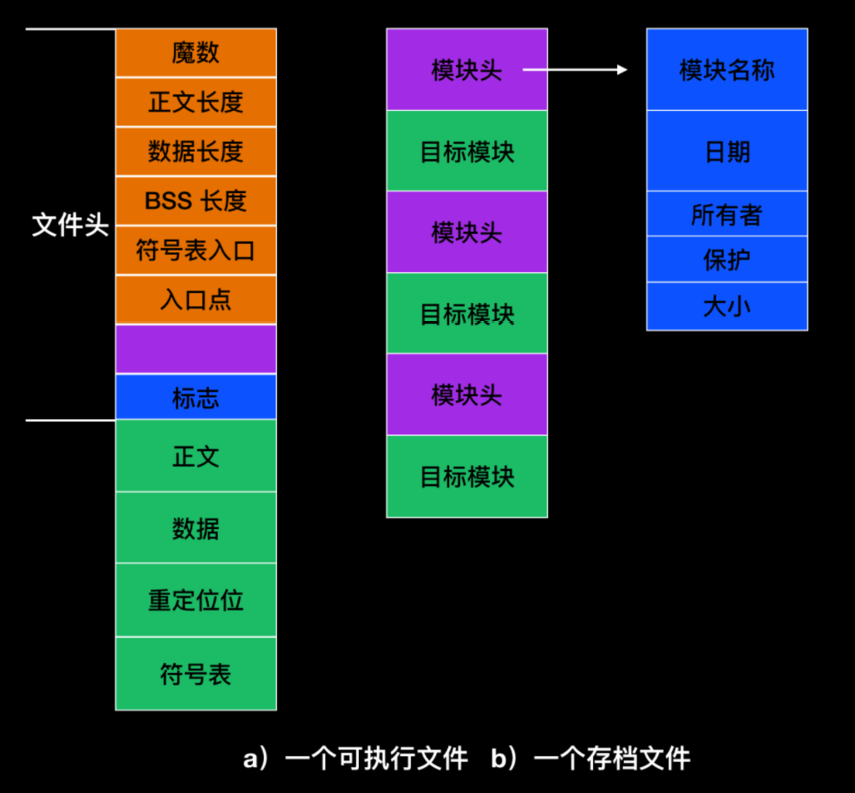 文件头
魔数
正文长度
数据长度
BSS 长度
符号表入口
入口点
标志
正文
数据
重定位位
符号表
模块头
目标模块
模块头
目标模块
模块头
目标模块
模块名称
日期
所有者
保护
大小
a）一个可执行文件 b）一个存档文件